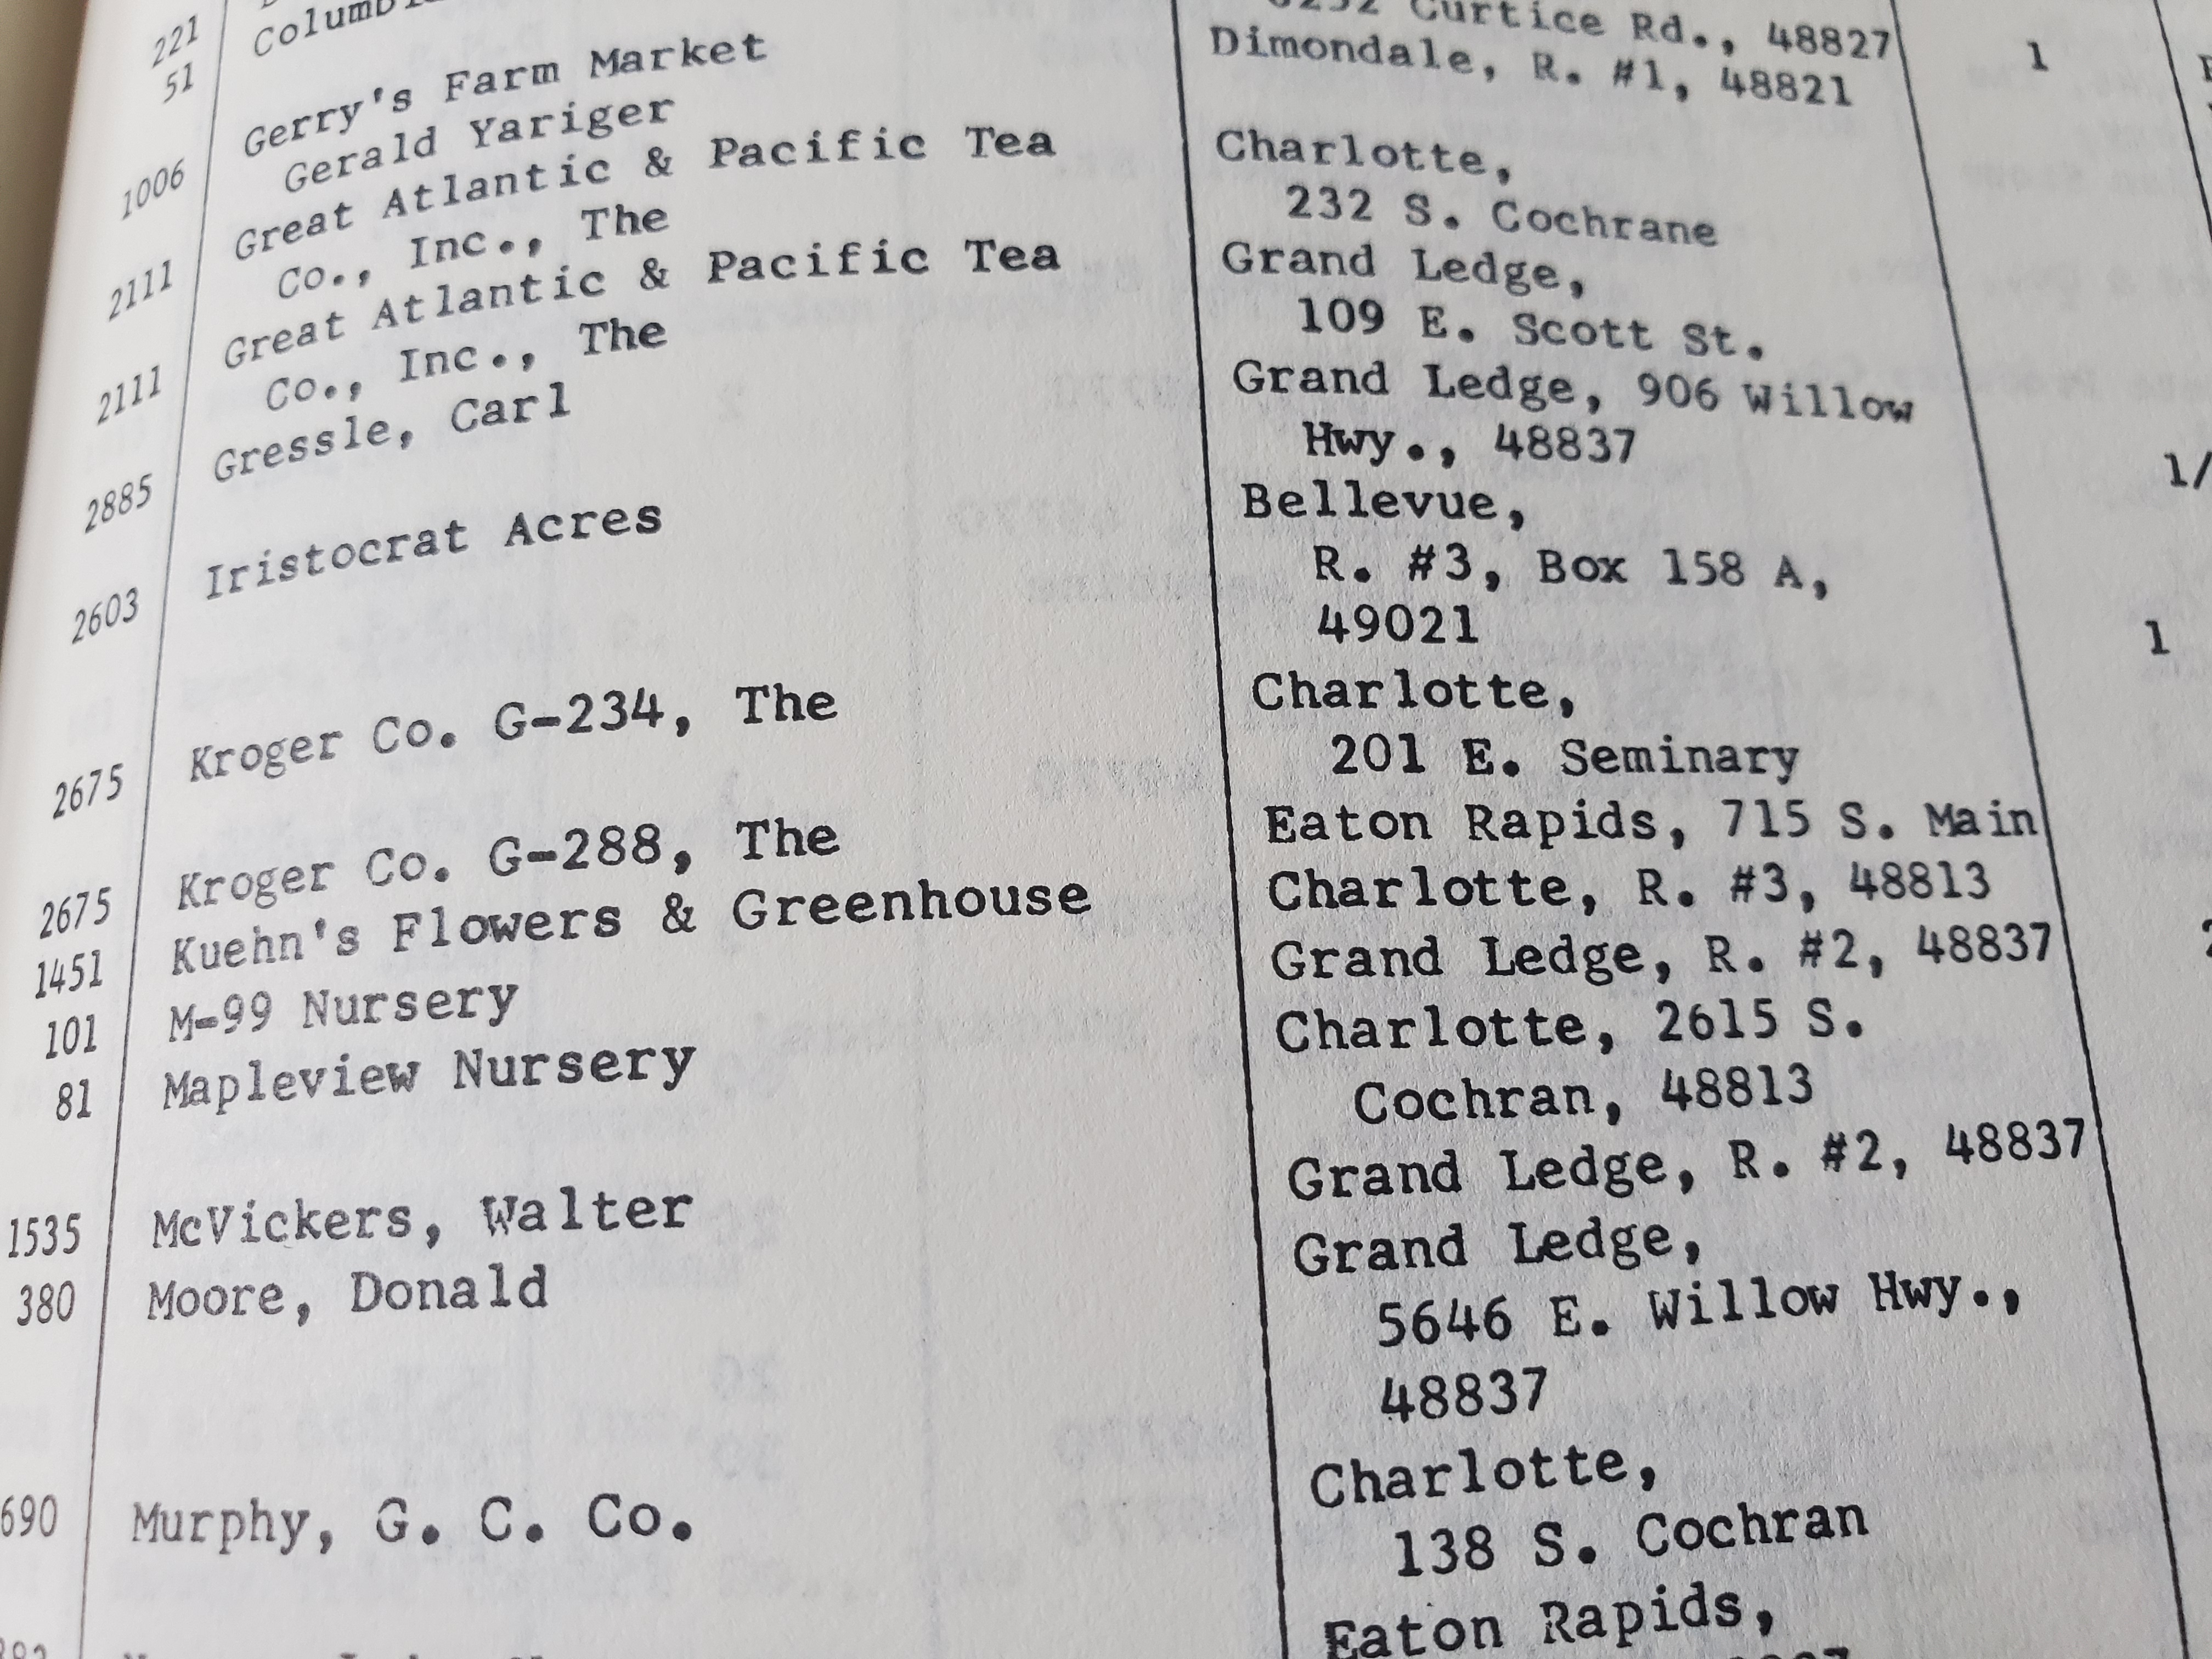 221
51
Curtice Rd., 48827
1006 Gerry's Farm Market Dimondale, R. #1, 48821 1
Gerald Yariger
2111 Great Atlantic & Pacific Tea Charlotte,
Co., Inc., The 232 S. Cochrane
2111 Great Atlantic & Pacific Tea Grand Ledge,
Co., Inc., The 109 E. Scott St.
2885 Gressle, Carl Grand Ledge, 906 Willow
Hwy., 48837 1/
2603 Iristocrat Acres Bellevue,
R. #3, Box 158 A,
49021 1
2675 Kroger Co. G-234, The Charlotte,
201 E. Seminary
2675 Kroger Co. G-288, The Eaton Rapids, 715 S. Main
1451 Kuehn's Flowers & Greenhouse Charlotte, R. #3, 48813
101 M-99 Nursery Grand Ledge, R. #2, 48837
81 Mapleview Nursery Charlotte, 2615 S.
Cochran, 48813
1535 McVickers, Walter Grand Ledge, R. #2, 48837
380 Moore, Donald Grand Ledge,
5646 E. Willow Hwy.,
48837
690 Murphy, G. C. Co. Charlotte,
138 S. Cochran
Eaton Rapids,